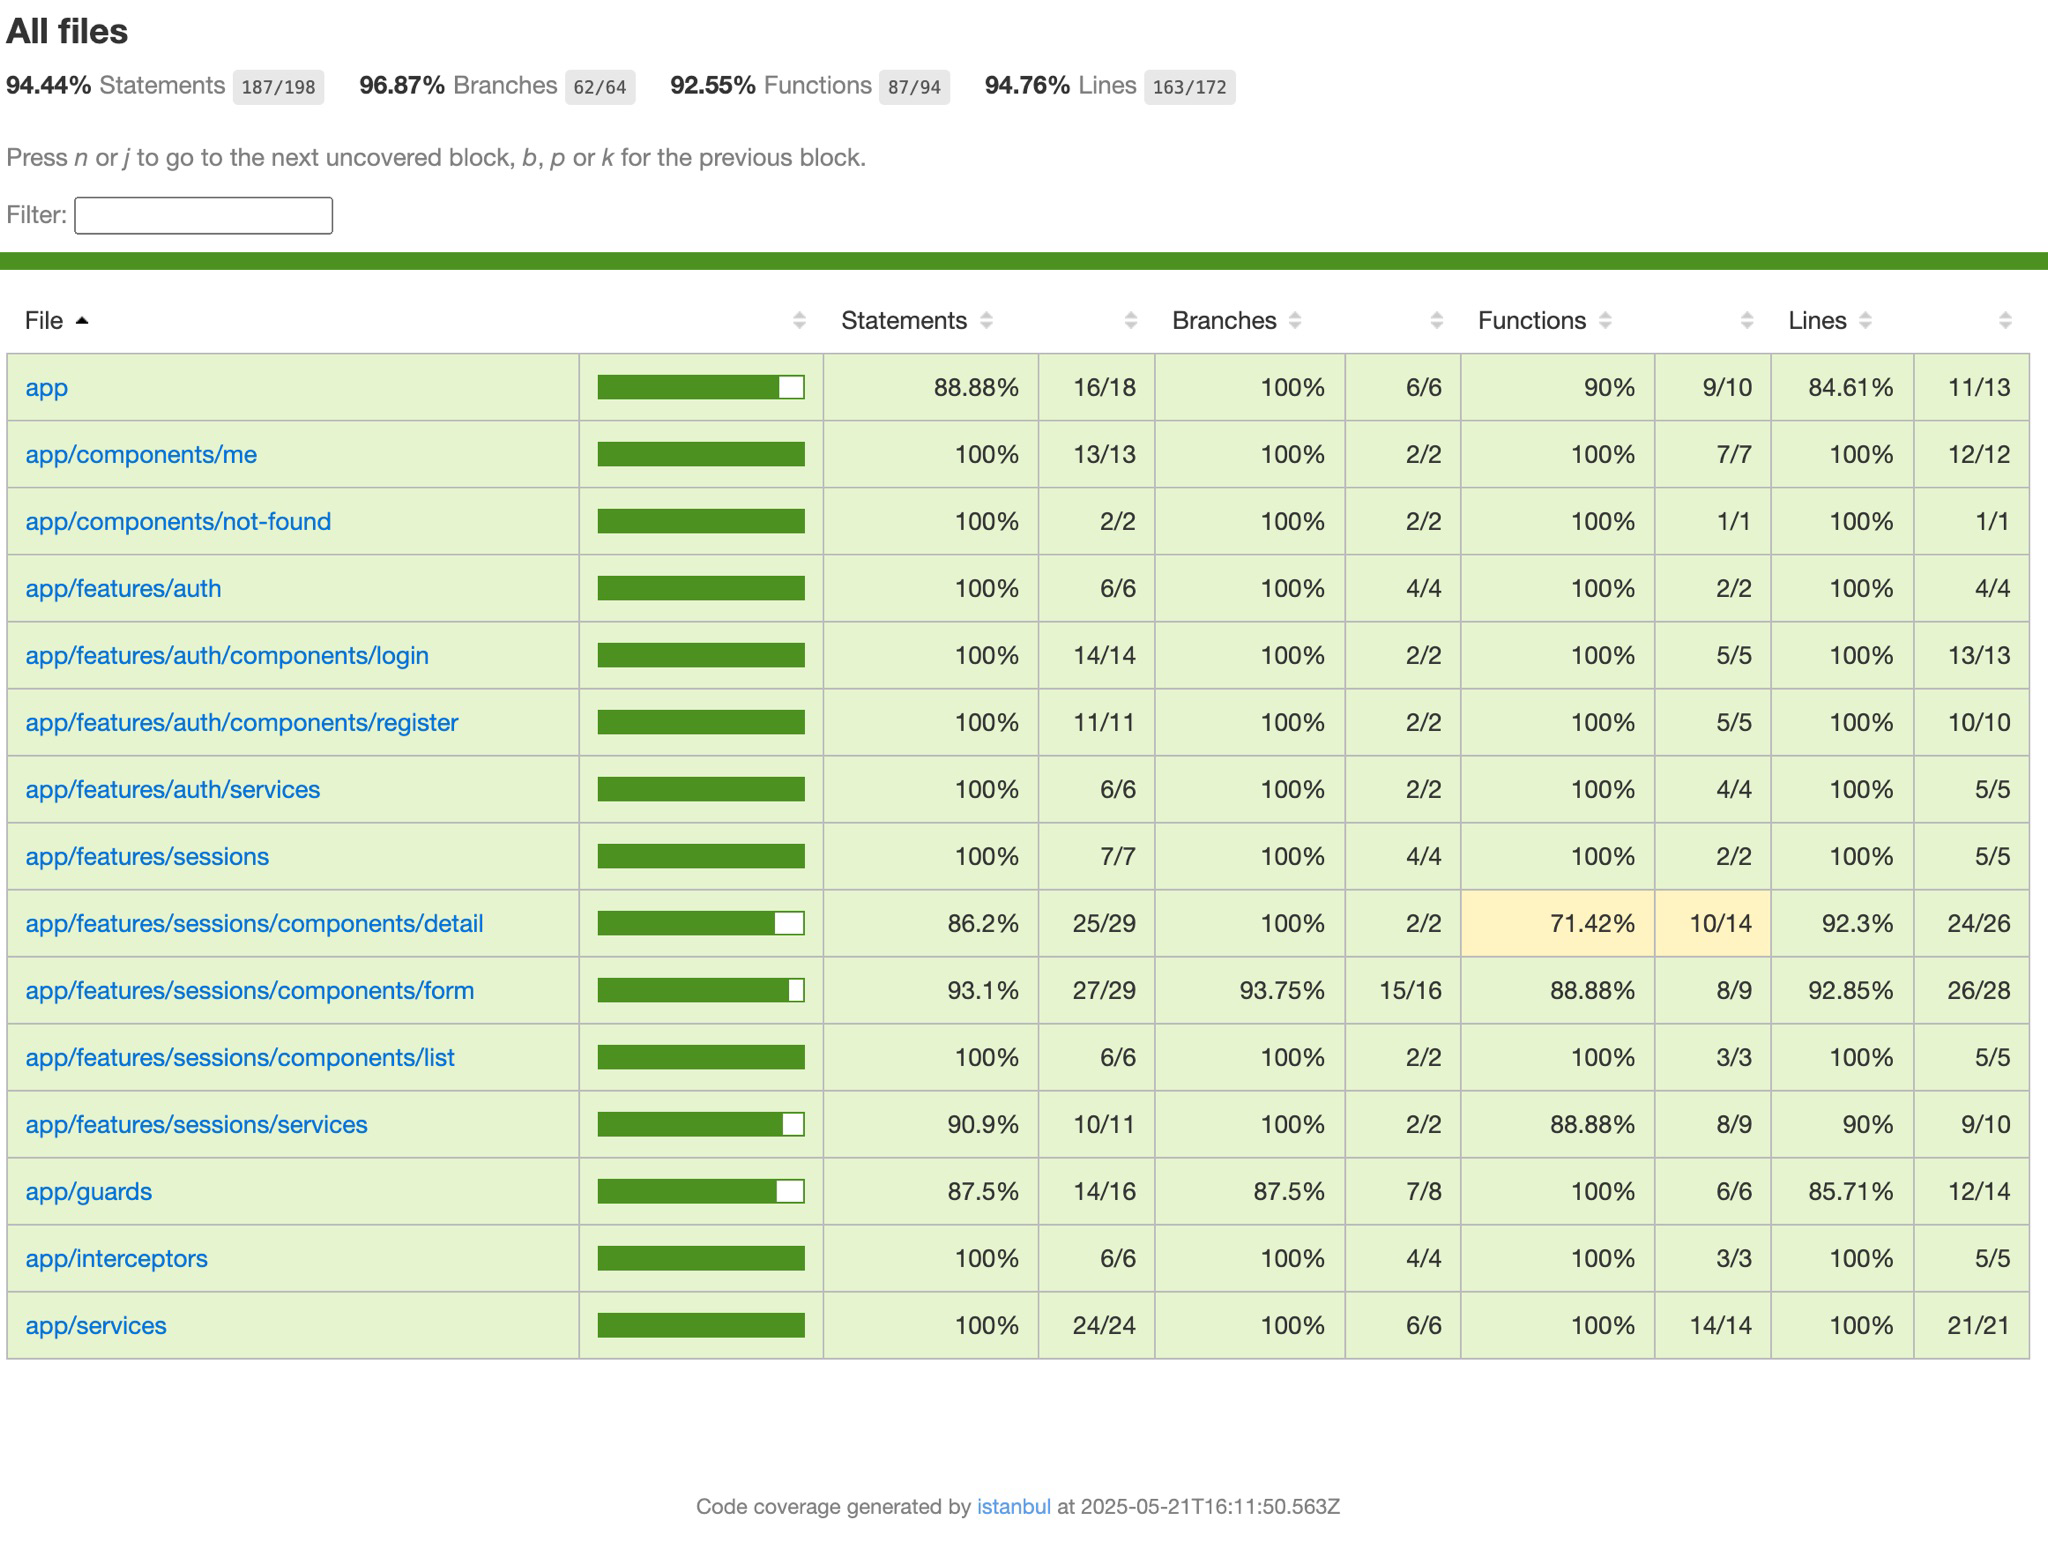 All files
94.44% Statements 187/198 96.87% Branches 62/64 92.55% Functions 87/94 94.76% Lines 163/172
Press n or j to go to the next uncovered block, b, p or k for the previous block.
Filter:
File Statements Branches Functions Lines
app 88.88% 16/18 100% 6/6 90% 9/10 84.61% 11/13
app/components/me 100% 13/13 100% 2/2 100% 7/7 100% 12/12
app/components/not-found 100% 2/2 100% 2/2 100% 1/1 100% 1/1
app/features/auth 100% 6/6 100% 4/4 100% 2/2 100% 4/4
app/features/auth/components/login 100% 14/14 100% 2/2 100% 5/5 100% 13/13
app/features/auth/components/register 100% 11/11 100% 2/2 100% 5/5 100% 10/10
app/features/auth/services 100% 6/6 100% 2/2 100% 4/4 100% 5/5
app/features/sessions 100% 7/7 100% 4/4 100% 2/2 100% 5/5
app/features/sessions/components/detail 86.2% 25/29 100% 2/2 71.42% 10/14 92.3% 24/26
app/features/sessions/components/form 93.1% 27/29 93.75% 15/16 88.88% 8/9 92.85% 26/28
app/features/sessions/components/list 100% 6/6 100% 2/2 100% 3/3 100% 5/5
app/features/sessions/services 90.9% 10/11 100% 2/2 88.88% 8/9 90% 9/10
app/guards 87.5% 14/16 87.5% 7/8 100% 6/6 85.71% 12/14
app/interceptors 100% 6/6 100% 4/4 100% 3/3 100% 5/5
app/services 100% 24/24 100% 6/6 100% 14/14 100% 21/21
Code coverage generated by istanbul at 2025-05-21T16:11:50.563Z